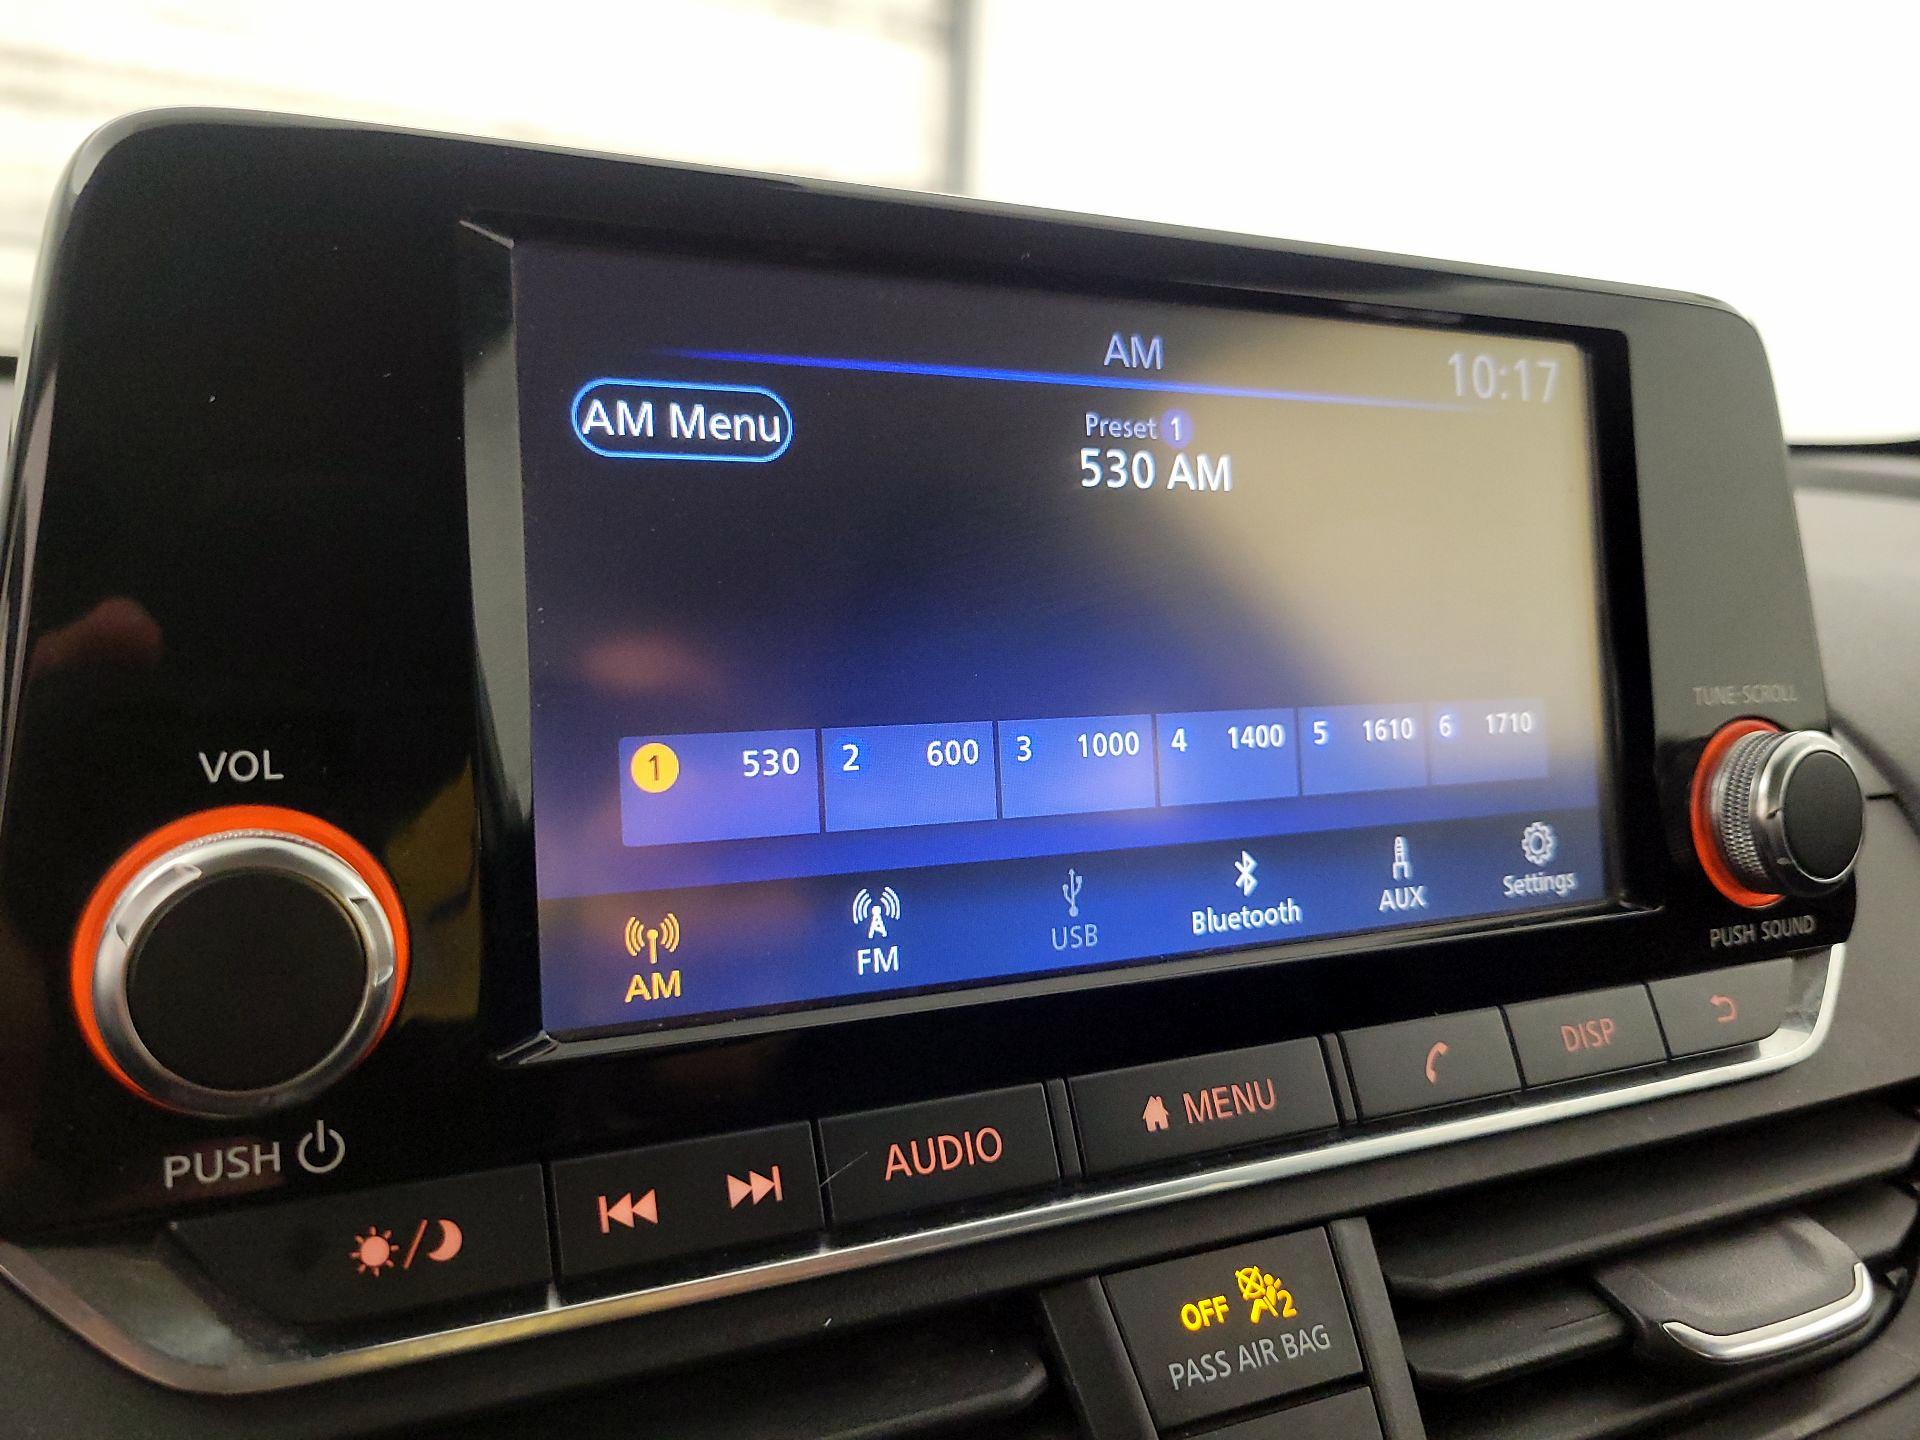 AM
10:17
AM Menu
Preset 1
530 AM
1 530 2 600 3 1000 4 1400 5 1610 6 1710
AM FM USB Bluetooth AUX Settings
VOL
PUSH
TUNE·SCROLL
PUSH SOUND
AUDIO
MENU
DISP
OFF 2
PASS AIR BAG